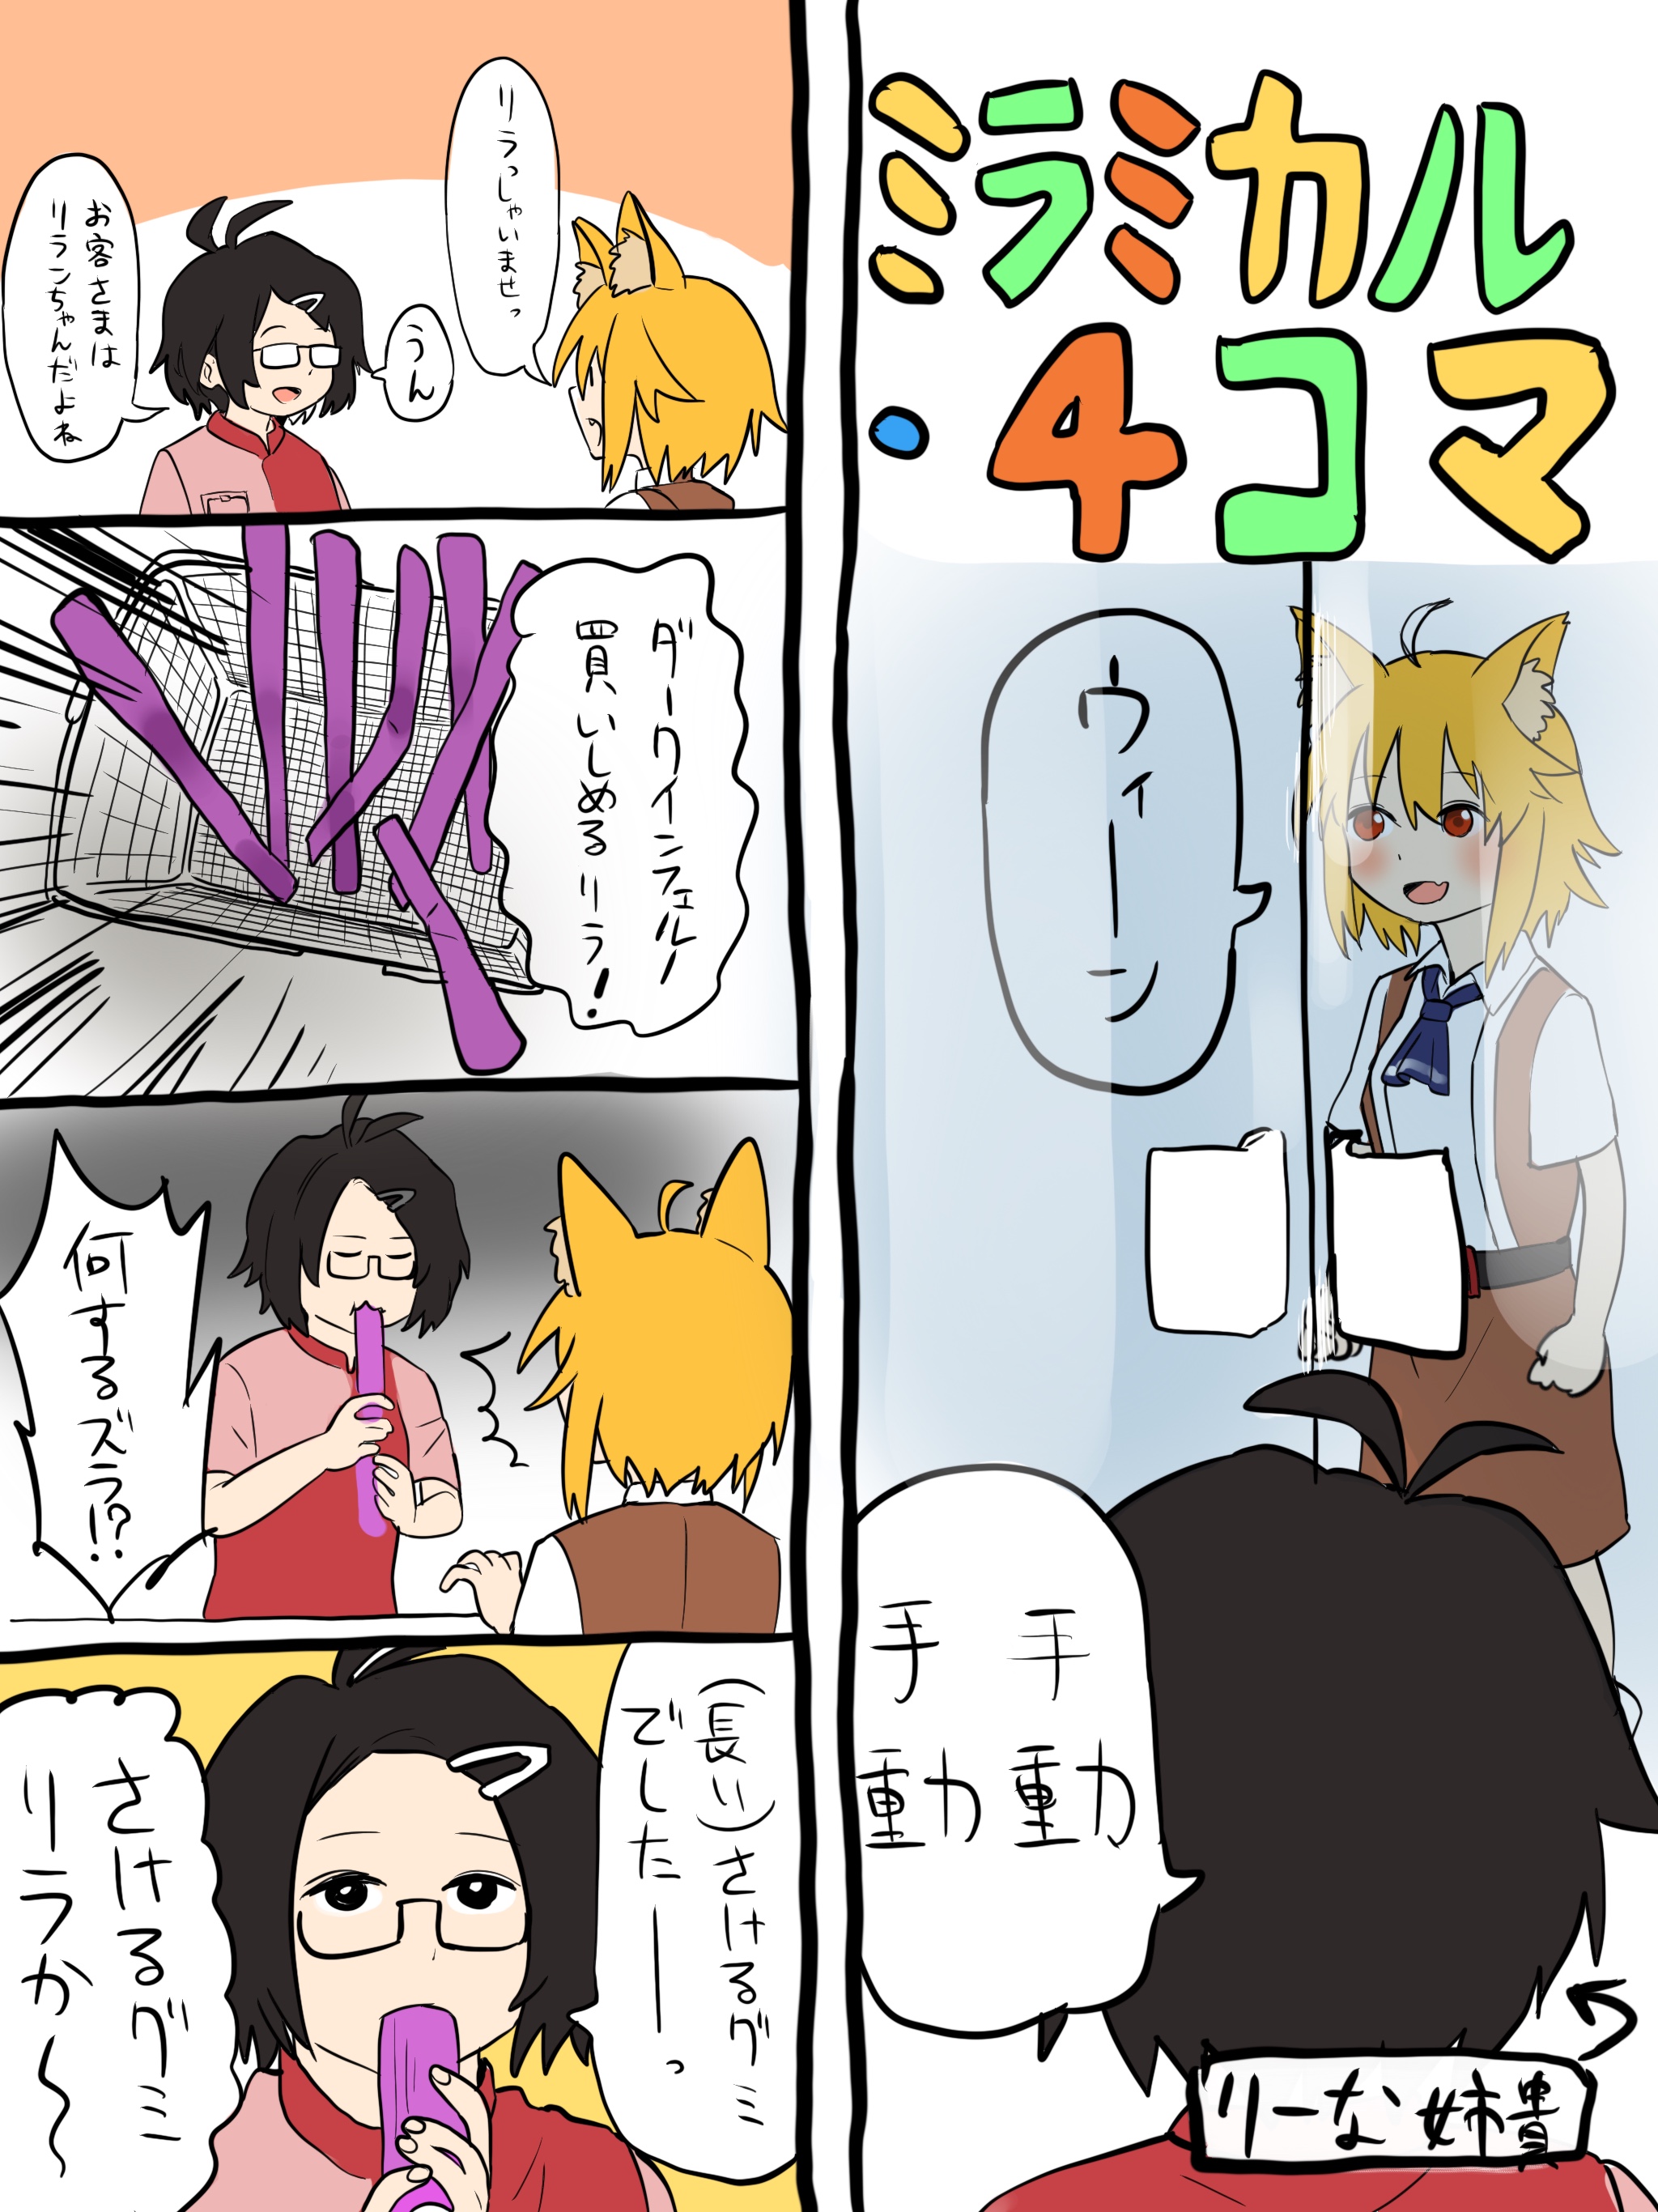 ミラミカル
・4コマ
ウィーン
手動
手動
りーな姉貴
リラっしゃいませっ
うん
お客さまは
リランちゃんだよね
ダークインフェルノ
買いしめるリラ!
何するズラ!?
(長い)さけるグミ
でしたーっ
さけるグミ
リラか〜